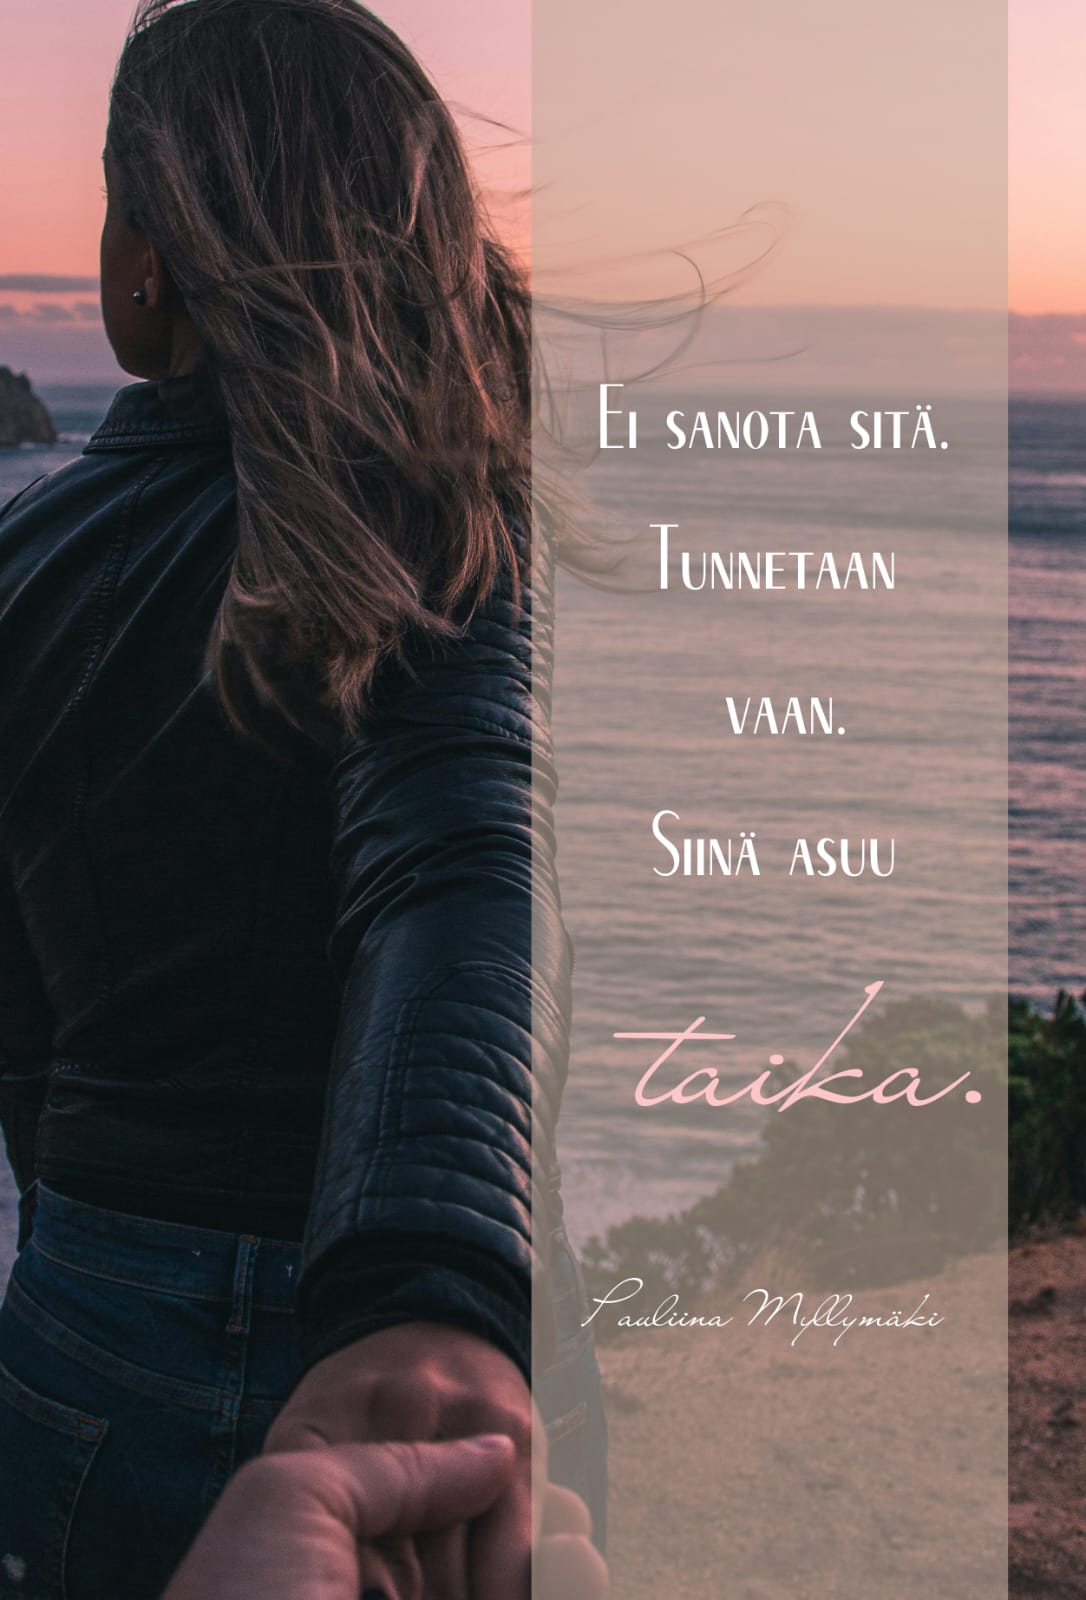 Ei sanota sitä.
Tunnetaan
vaan.
Siinä asuu
taika.
Pauliina Myllymäki